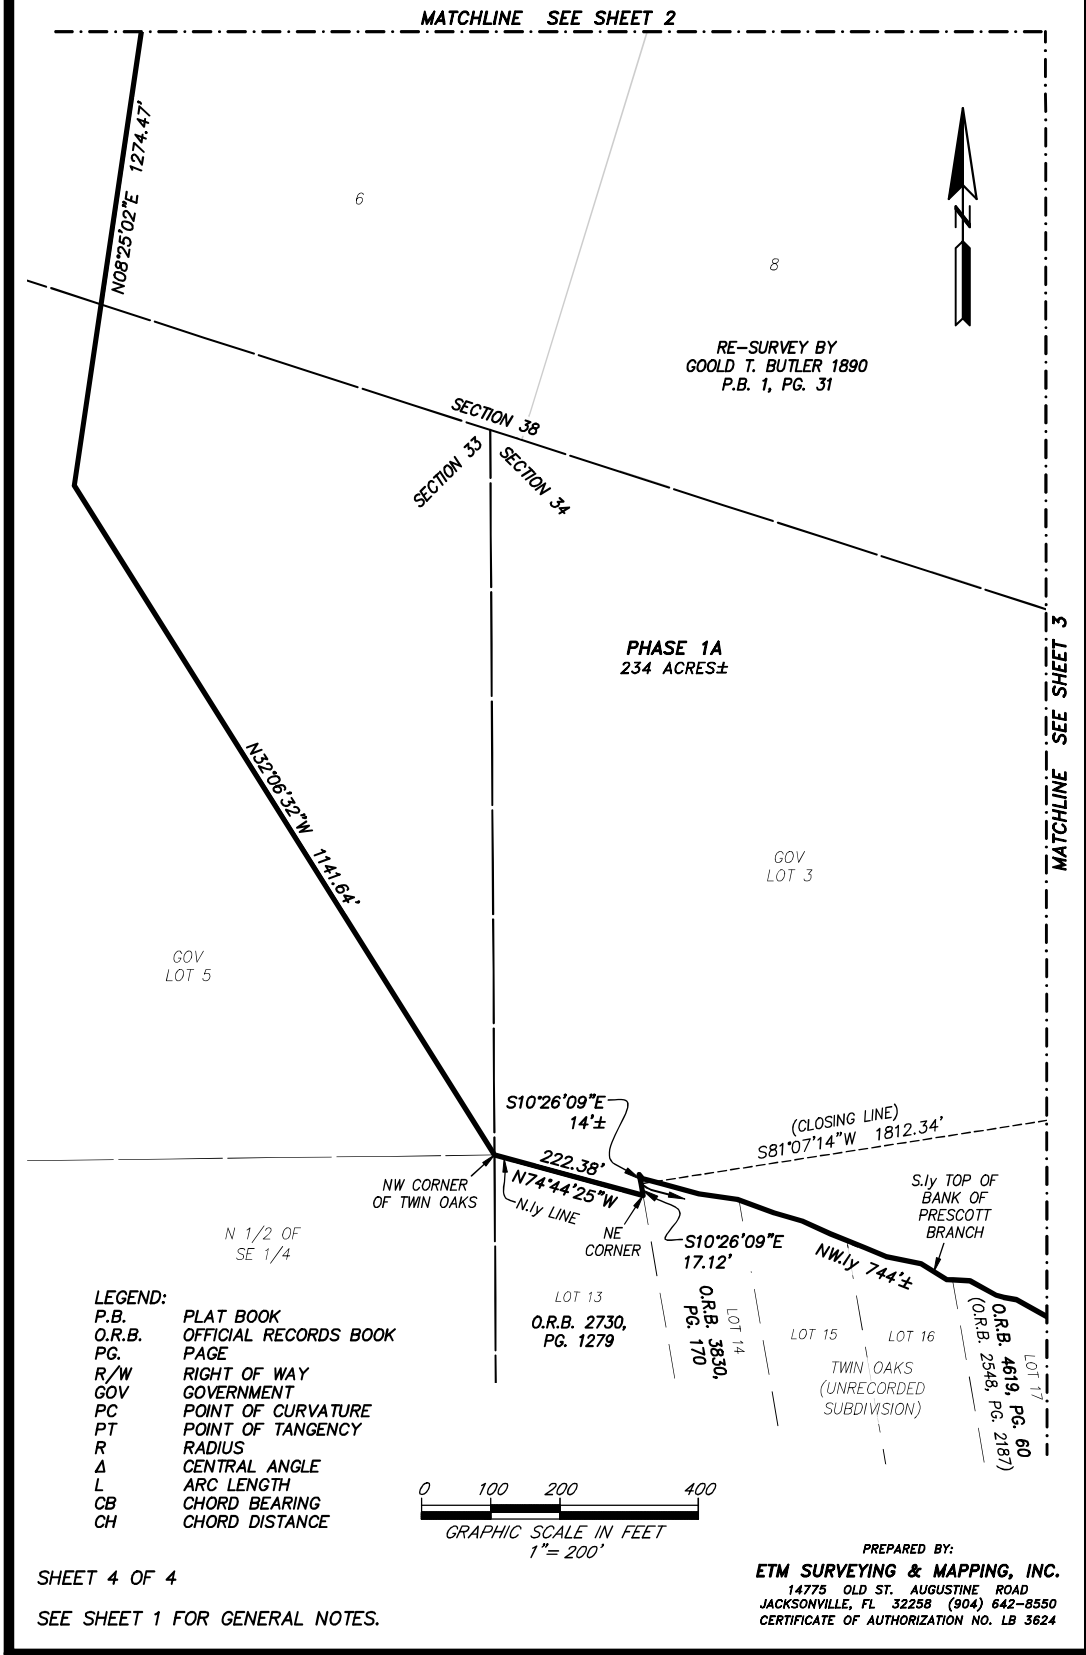 MATCHLINE SEE SHEET 2
N08°25'02"E 1274.47'
6
8
N
RE-SURVEY BY
GOOLD T. BUTLER 1890
P.B. 1, PG. 31
SECTION 38
SECTION 33
SECTION 34
PHASE 1A
234 ACRES±
MATCHLINE SEE SHEET 3
N32°06'32"W 1141.64'
GOV
LOT 3
GOV
LOT 5
S10°26'09"E
14'±
(CLOSING LINE)
S81°07'14"W 1812.34'
222.38'
N74°44'25"W
NW CORNER
OF TWIN OAKS
N.ly LINE
NE
CORNER
S10°26'09"E
17.12'
S.ly TOP OF
BANK OF
PRESCOTT
BRANCH
NW.ly 744'±
N 1/2 OF
SE 1/4
LOT 13
O.R.B. 2730,
PG. 1279
LOT 14
O.R.B. 3830,
PG. 170
LOT 15
LOT 16
TWIN OAKS
(UNRECORDED
SUBDIVISION)
LOT 17
O.R.B. 4619, PG. 60
(O.R.B. 2548, PG. 2187)
LEGEND:
P.B. PLAT BOOK
O.R.B. OFFICIAL RECORDS BOOK
PG. PAGE
R/W RIGHT OF WAY
GOV GOVERNMENT
PC POINT OF CURVATURE
PT POINT OF TANGENCY
R RADIUS
Δ CENTRAL ANGLE
L ARC LENGTH
CB CHORD BEARING
CH CHORD DISTANCE
0 100 200 400
GRAPHIC SCALE IN FEET
1"= 200'
SHEET 4 OF 4
SEE SHEET 1 FOR GENERAL NOTES.
PREPARED BY:
ETM SURVEYING & MAPPING, INC.
14775 OLD ST. AUGUSTINE ROAD
JACKSONVILLE, FL 32258 (904) 642-8550
CERTIFICATE OF AUTHORIZATION NO. LB 3624